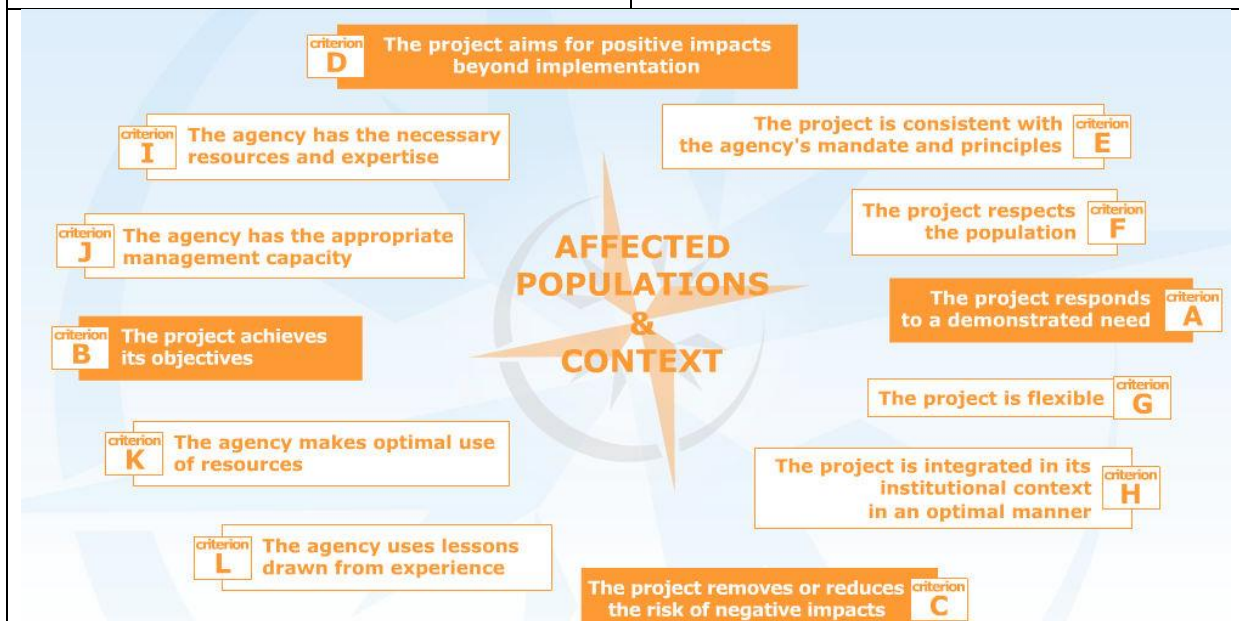 criterion
D
The project aims for positive impacts
beyond implementation
criterion
I
The agency has the necessary
resources and expertise
The project is consistent with
the agency's mandate and principles
criterion
E
criterion
J
The agency has the appropriate
management capacity
The project respects
the population
criterion
F
AFFECTED
POPULATIONS
&
CONTEXT
The project responds
to a demonstrated need
criterion
A
criterion
B
The project achieves
its objectives
The project is flexible
criterion
G
criterion
K
The agency makes optimal use
of resources
The project is integrated in its
institutional context
in an optimal manner
criterion
H
criterion
L
The agency uses lessons
drawn from experience
The project removes or reduces
the risk of negative impacts
criterion
C